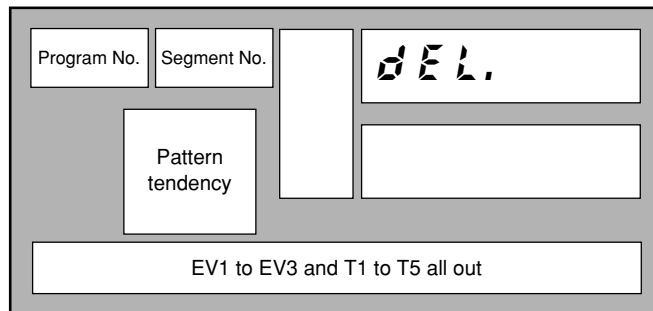 Program No.
Segment No.
dEL.
Pattern
tendency
EV1 to EV3 and T1 to T5 all out